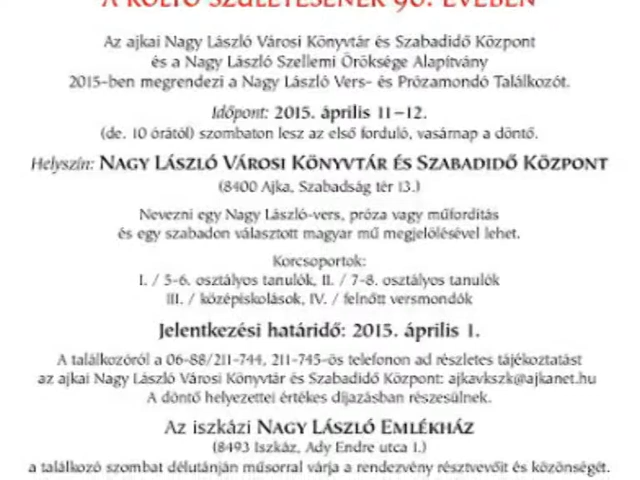 A KÖLTŐ SZÜLETÉSÉNEK 90. ÉVÉBEN
Az ajkai Nagy László Városi Könyvtár és Szabadidő Központ
és a Nagy László Szellemi Öröksége Alapítvány
2015-ben megrendezi a Nagy László Vers- és Prózamondó Találkozót.
Időpont: 2015. április 11–12.
(de. 10 órától) szombaton lesz az első forduló, vasárnap a döntő.
Helyszín: NAGY LÁSZLÓ VÁROSI KÖNYVTÁR ÉS SZABADIDŐ KÖZPONT
(8400 Ajka, Szabadság tér 13.)
Nevezni egy Nagy László-vers, próza vagy műfordítás
és egy szabadon választott magyar mű megjelölésével lehet.
Korcsoportok:
I. / 5-6. osztályos tanulók, II. / 7-8. osztályos tanulók
III. / középiskolások, IV. / felnőtt versmondók
Jelentkezési határidő: 2015. április 1.
A találkozóról a 06-88/211-744, 211-745-ös telefonon ad részletes tájékoztatást
az ajkai Nagy László Városi Könyvtár és Szabadidő Központ: ajkavkszk@ajkanet.hu
A döntő helyezettei értékes díjazásban részesülnek.
Az iszkázi NAGY LÁSZLÓ EMLÉKHÁZ
(8493 Iszkáz, Ady Endre utca 1.)
a találkozó szombat délutánján műsorral várja a rendezvény résztvevőit és közönségét.